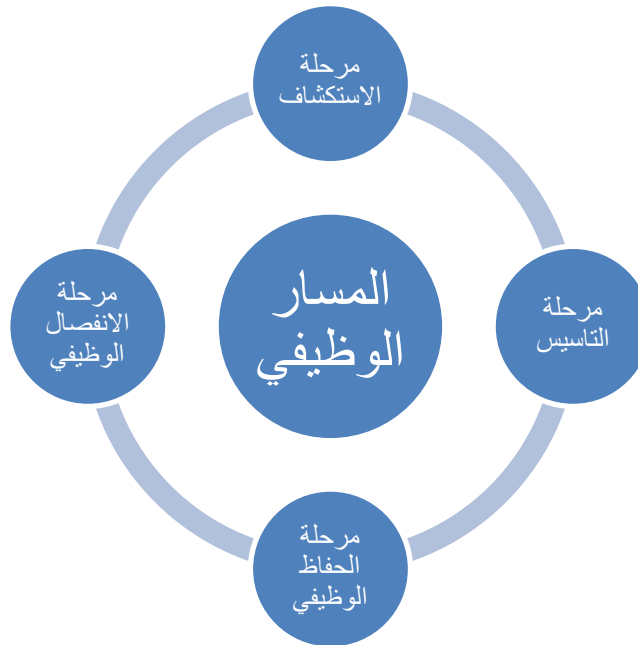 مرحلة
الاستكشاف
المسار
الوظيفي
مرحلة
التاسيس
مرحلة
الحفاظ
الوظيفي
مرحلة
الانفصال
الوظيفي